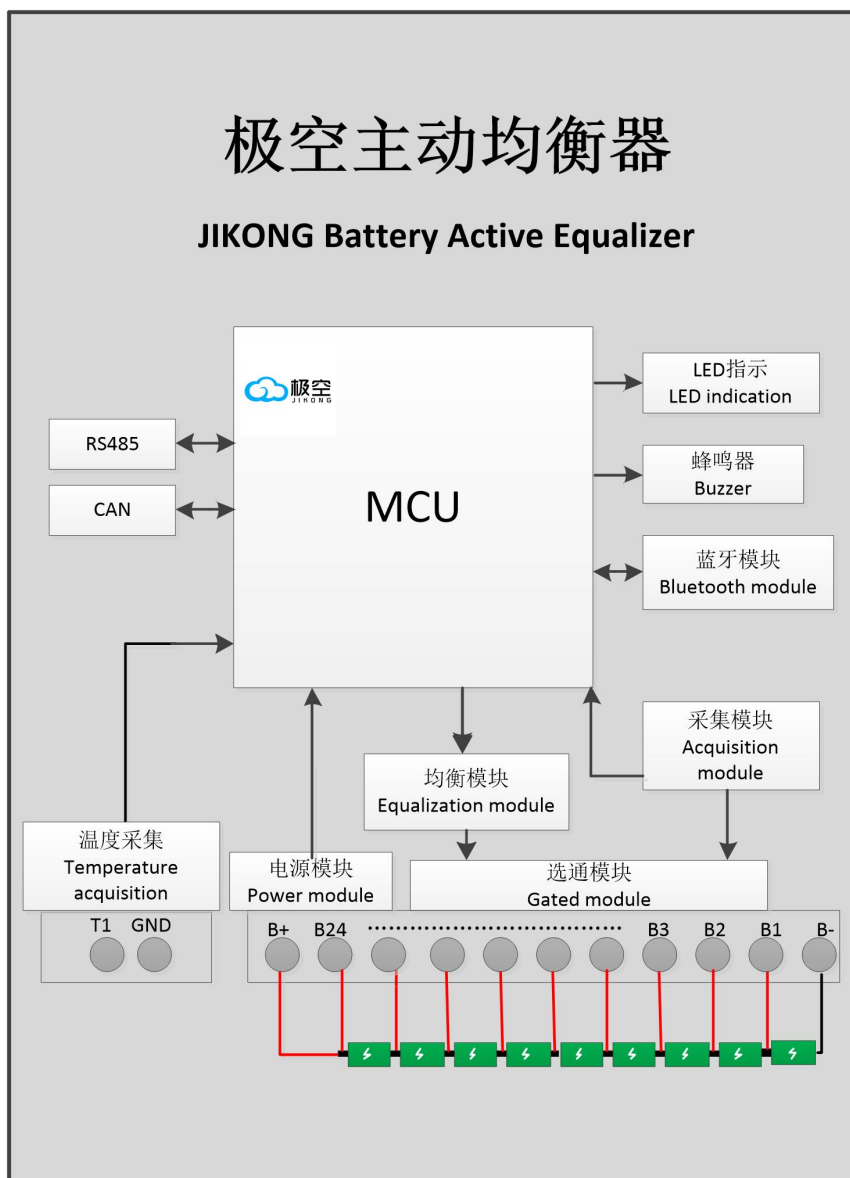 极空主动均衡器
JIKONG Battery Active Equalizer
极空
JIKONG
MCU
RS485
CAN
LED指示
LED indication
蜂鸣器
Buzzer
蓝牙模块
Bluetooth module
采集模块
Acquisition
module
均衡模块
Equalization module
温度采集
Temperature
acquisition
电源模块
Power module
选通模块
Gated module
T1 GND
B+ B24 ........................................ B3 B2 B1 B-